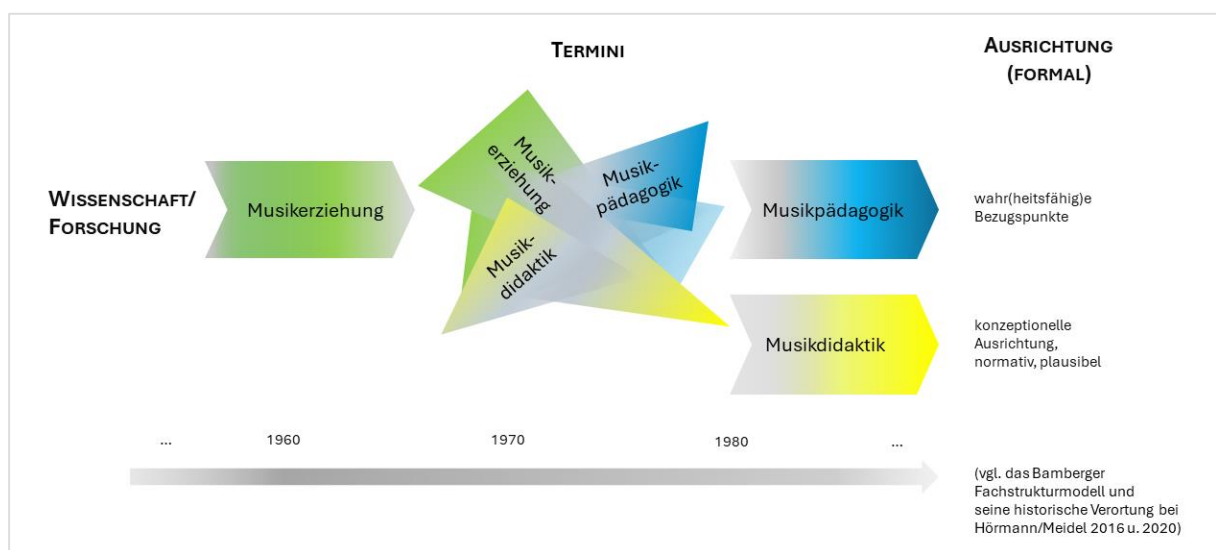 TERMINI
AUSRICHTUNG
(FORMAL)
WISSENSCHAFT/
FORSCHUNG
Musikerziehung
Musik-
erziehung
Musik-
pädagogik
Musik-
didaktik
Musikpädagogik
wahr(heitsfähig)e
Bezugspunkte
Musikdidaktik
konzeptionelle
Ausrichtung,
normativ, plausibel
... 1960 1970 1980 ...
(vgl. das Bamberger
Fachstrukturmodell und
seine historische Verortung bei
Hörmann/Meidel 2016 u. 2020)